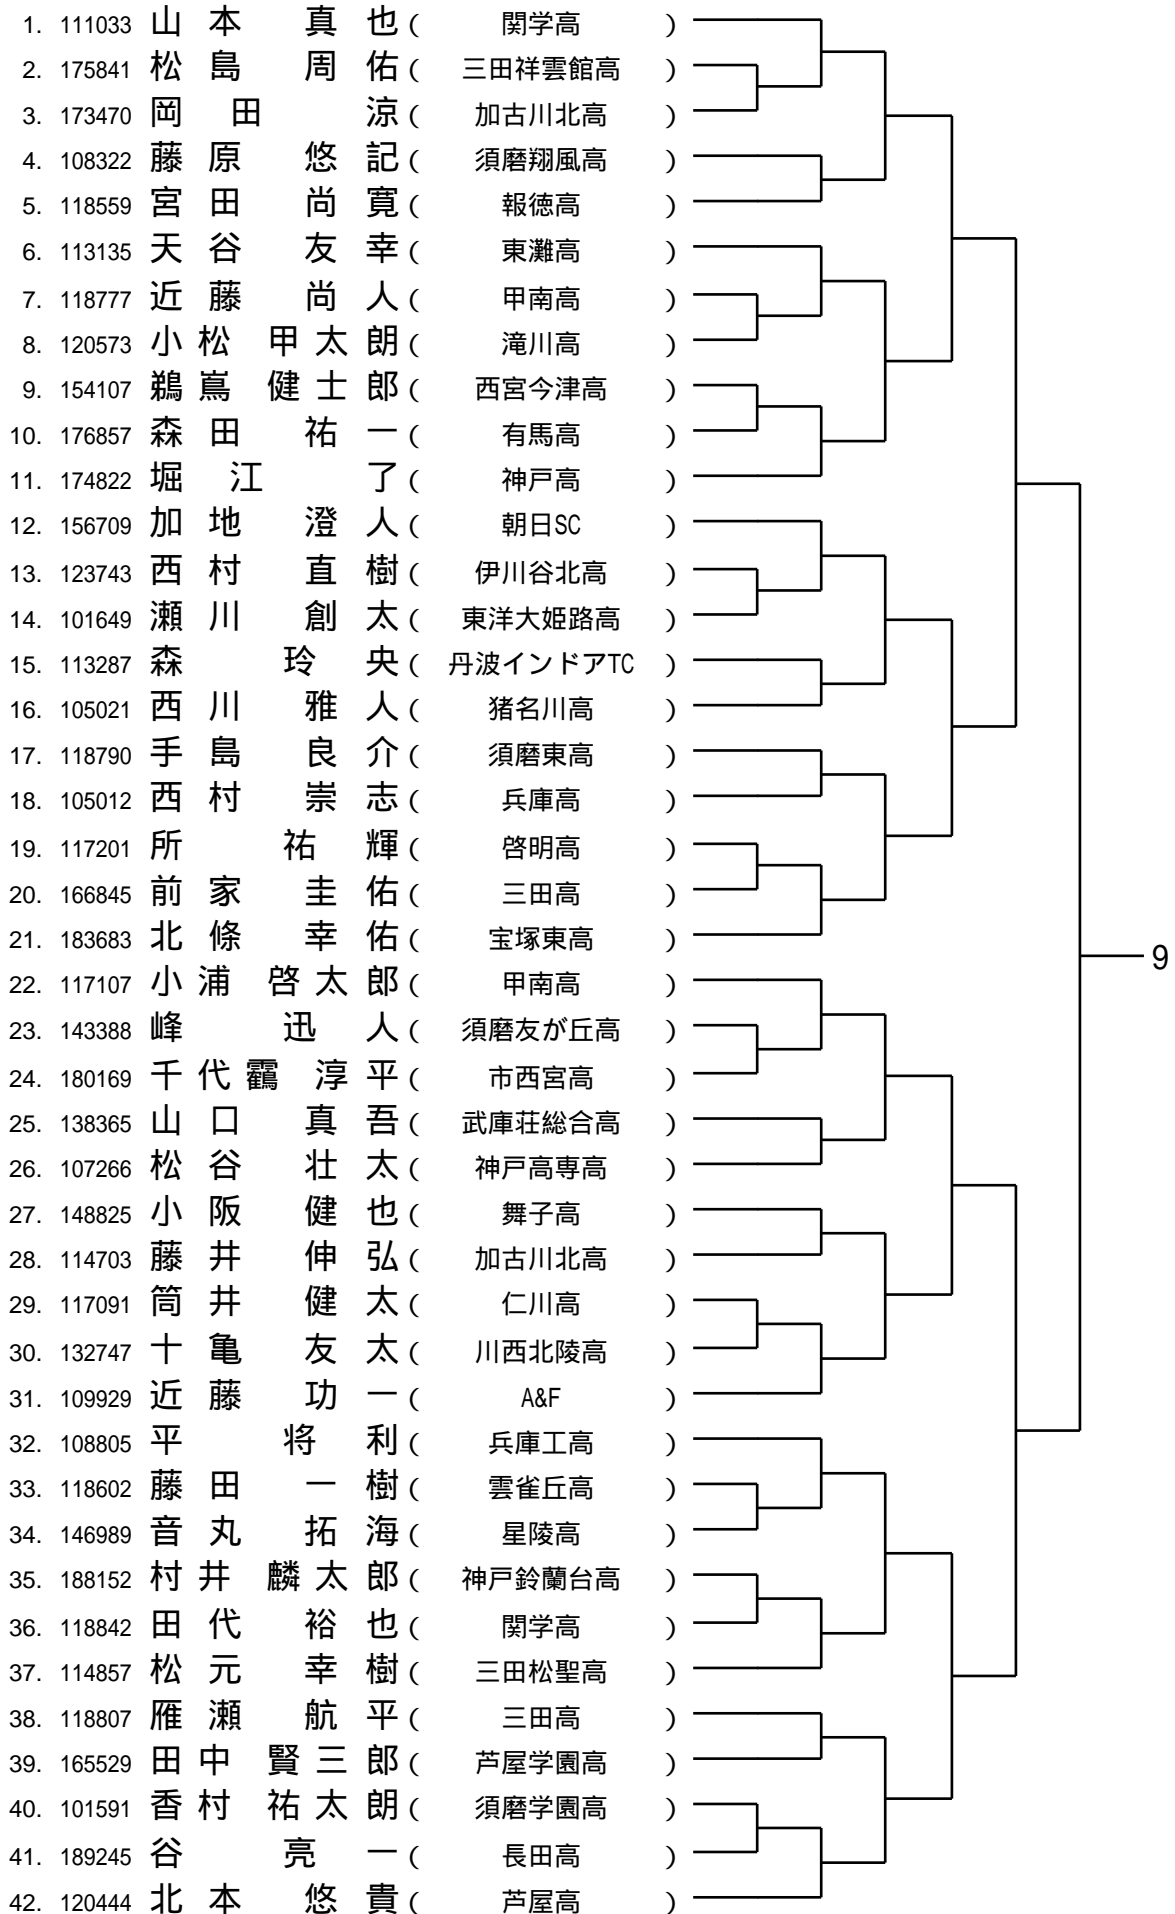 1. 111033 山本 真也 ( 関学高 )
2. 175841 松島 周佑 ( 三田祥雲館高 )
3. 173470 岡田 涼 ( 加古川北高 )
4. 108322 藤原 悠記 ( 須磨翔風高 )
5. 118559 宮田 尚寛 ( 報徳高 )
6. 113135 天谷 友幸 ( 東灘高 )
7. 118777 近藤 尚人 ( 甲南高 )
8. 120573 小松 甲太朗 ( 滝川高 )
9. 154107 鵜嶌 健士郎 ( 西宮今津高 )
10. 176857 森田 祐一 ( 有馬高 )
11. 174822 堀江 了 ( 神戸高 )
12. 156709 加地 澄人 ( 朝日SC )
13. 123743 西村 直樹 ( 伊川谷北高 )
14. 101649 瀬川 創太 ( 東洋大姫路高 )
15. 113287 森 玲央 ( 丹波インドアTC )
16. 105021 西川 雅人 ( 猪名川高 )
17. 118790 手島 良介 ( 須磨東高 )
18. 105012 西村 崇志 ( 兵庫高 )
19. 117201 所 祐輝 ( 啓明高 )
20. 166845 前家 圭佑 ( 三田高 )
21. 183683 北條 幸佑 ( 宝塚東高 )
9
22. 117107 小浦 啓太郎 ( 甲南高 )
23. 143388 峰 迅人 ( 須磨友が丘高 )
24. 180169 千代靏 淳平 ( 市西宮高 )
25. 138365 山口 真吾 ( 武庫荘総合高 )
26. 107266 松谷 壮太 ( 神戸高専高 )
27. 148825 小阪 健也 ( 舞子高 )
28. 114703 藤井 伸弘 ( 加古川北高 )
29. 117091 筒井 健太 ( 仁川高 )
30. 132747 十亀 友太 ( 川西北陵高 )
31. 109929 近藤 功一 ( A&F )
32. 108805 平 将利 ( 兵庫工高 )
33. 118602 藤田 一樹 ( 雲雀丘高 )
34. 146989 音丸 拓海 ( 星陵高 )
35. 188152 村井 麟太郎 ( 神戸鈴蘭台高 )
36. 118842 田代 裕也 ( 関学高 )
37. 114857 松元 幸樹 ( 三田松聖高 )
38. 118807 雁瀬 航平 ( 三田高 )
39. 165529 田中 賢三郎 ( 芦屋学園高 )
40. 101591 香村 祐太朗 ( 須磨学園高 )
41. 189245 谷 亮一 ( 長田高 )
42. 120444 北本 悠貴 ( 芦屋高 )